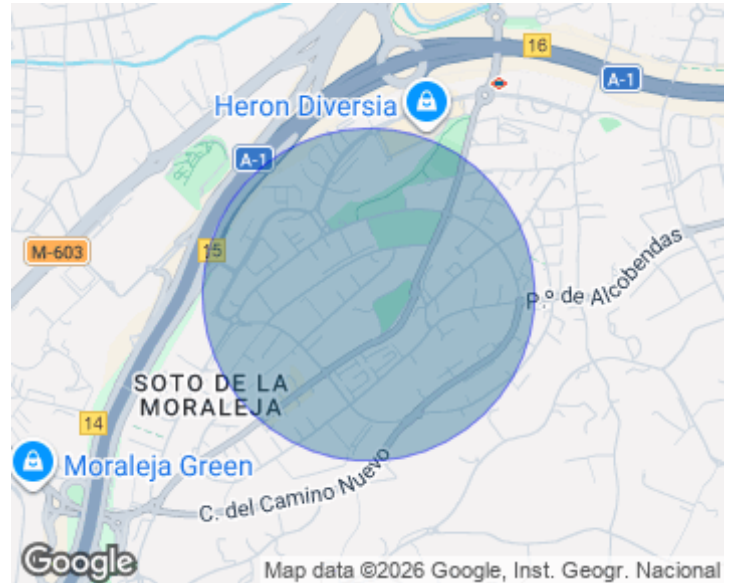 16
A-1
Heron Diversia
A-1
M-603
15
P.º de Alcobendas
SOTO DE LA
MORALEJA
14
Moraleja Green
C. del Camino Nuevo
Google
Map data ©2026 Google, Inst. Geogr. Nacional